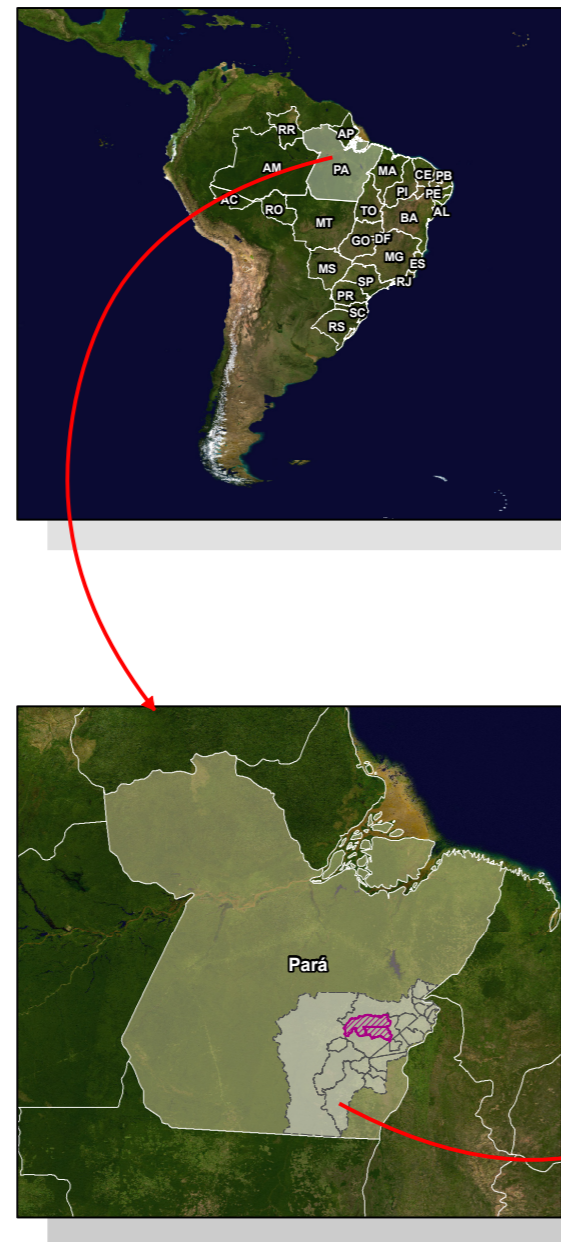 RR AP
AM PA MA CE PB
PI PE
AC RO TO AL
MT BA
GO DF
MG
MS ES
SP RJ
PR
SC
RS
Pará